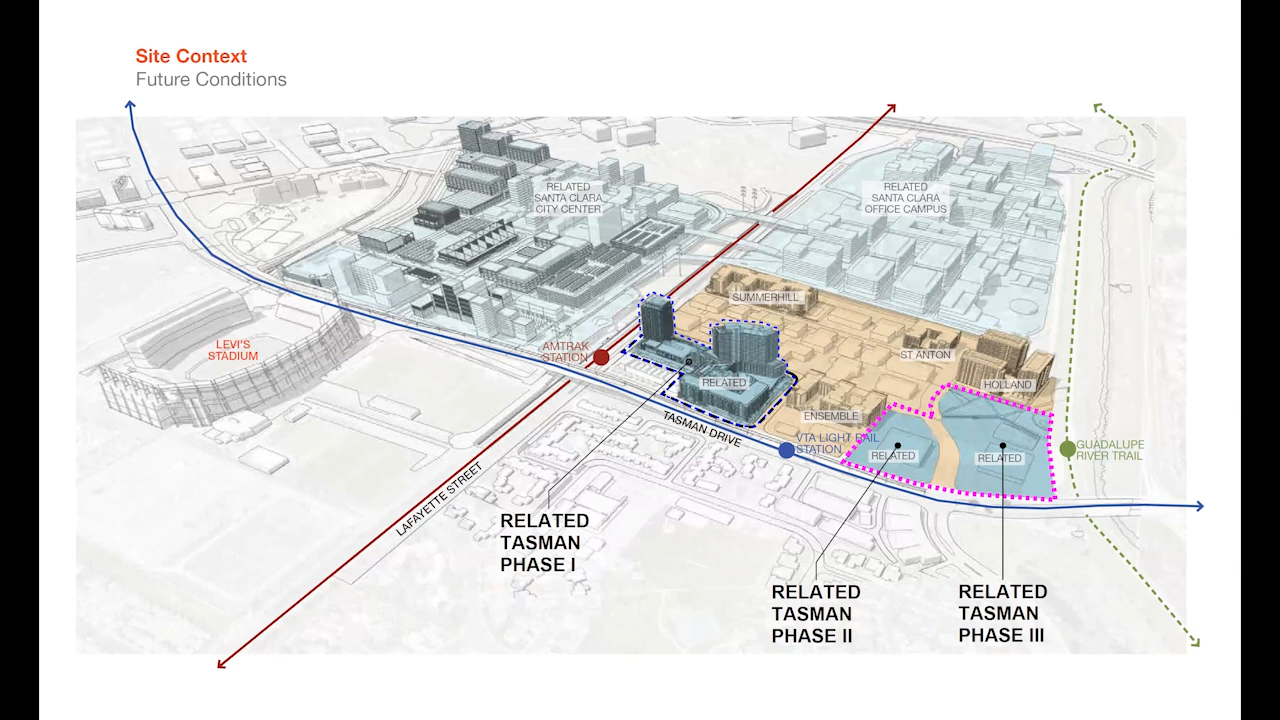 Site Context
Future Conditions
RELATED
SANTA CLARA
CITY CENTER
RELATED
SANTA CLARA
OFFICE CAMPUS
SUMMERHILL
LEVI'S
STADIUM
AMTRAK
STATION
ST ANTON
RELATED
HOLLAND
ENSEMBLE
TASMAN DRIVE
VTA LIGHT RAIL
STATION
RELATED
RELATED
GUADALUPE
RIVER TRAIL
LAFAYETTE STREET
RELATED
TASMAN
PHASE I
RELATED
TASMAN
PHASE II
RELATED
TASMAN
PHASE III